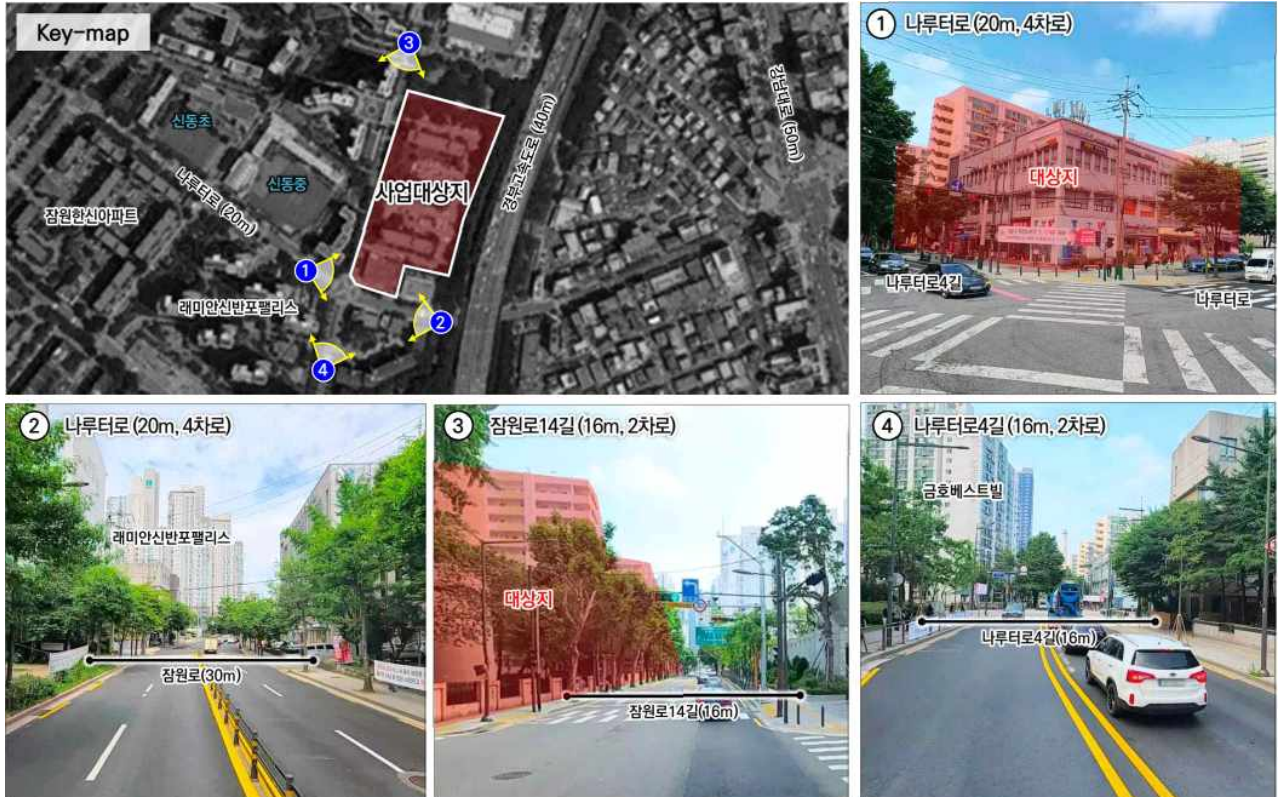 Key-map
신동초
신동중
나루터로 (20m)
잠원한신아파트
래미안신반포팰리스
사업대상지
경부고속도로 (40m)
강남대로 (50m)
1
2
3
4
① 나루터로 (20m, 4차로)
대상지
나루터로4길
나루터로
② 나루터로 (20m, 4차로)
래미안신반포팰리스
잠원로(30m)
③ 잠원로14길 (16m, 2차로)
대상지
잠원로14길(16m)
④ 나루터로4길 (16m, 2차로)
금호베스트빌
나루터로4길(16m)